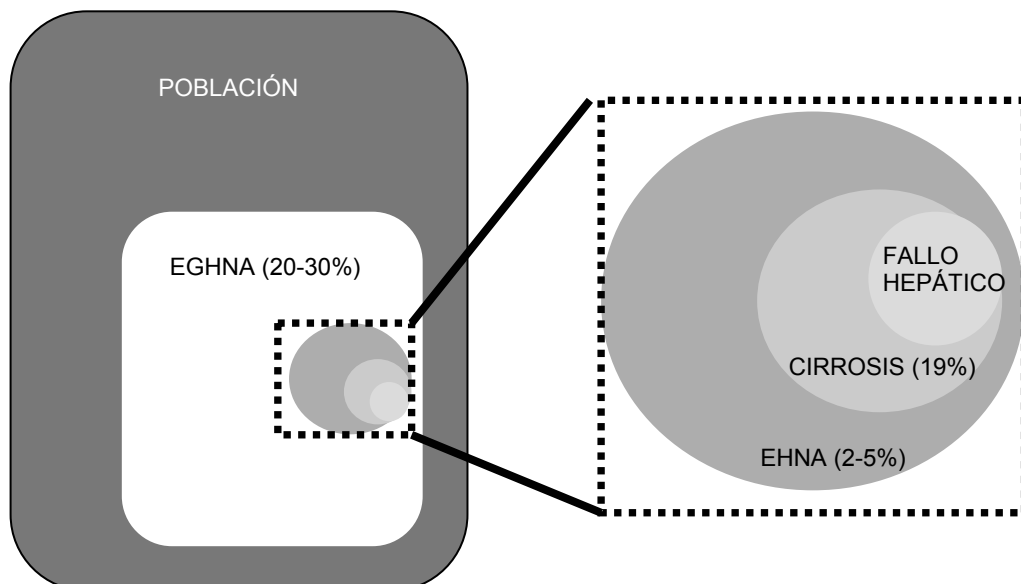 POBLACIÓN
EGHNA (20-30%)
FALLO
HEPÁTICO
CIRROSIS (19%)
EHNA (2-5%)